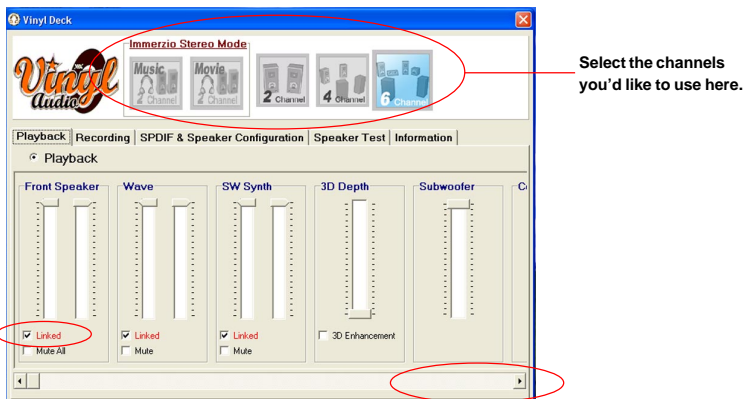 Vinyl Deck
Immerzio Stereo Mode
Vinyl Audio
Music 2 Channel
Movie 2 Channel
2 Channel
4 Channel
6 Channel
Select the channels
you'd like to use here.
Playback Recording SPDIF & Speaker Configuration Speaker Test Information
Playback
Front Speaker Wave SW Synth 3D Depth Subwoofer
Linked Linked Linked 3D Enhancement
Mute All Mute Mute